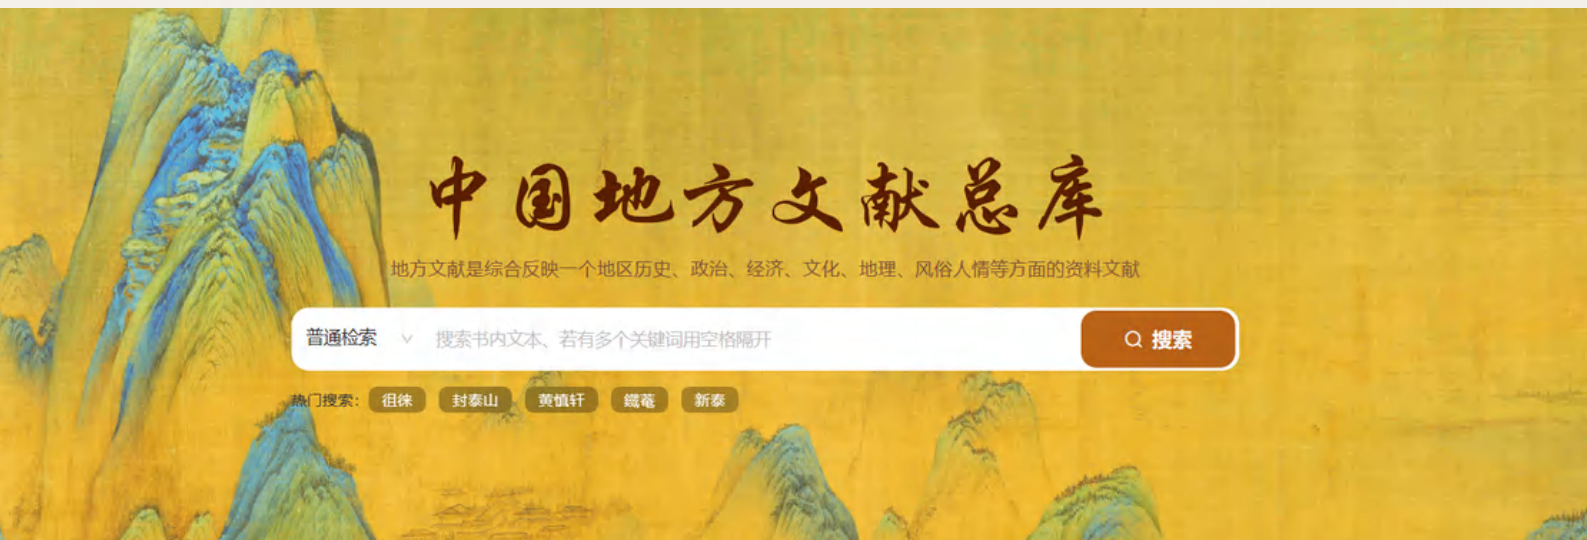 中国地方文献总库
地方文献是综合反映一个地区历史、政治、经济、文化、地理、风俗人情等方面的资料文献
普通检索 搜索书内文本、若有多个关键词用空格隔开 搜索
热门搜索: 徂徕 封泰山 黄慎轩 鐡菴 新泰